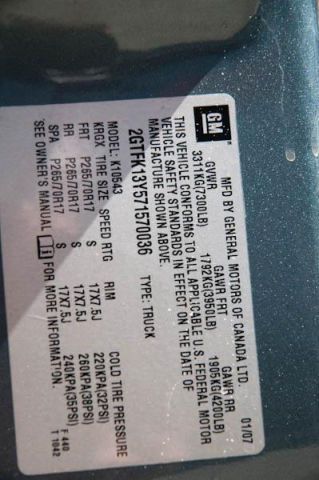 GM
MFD BY GENERAL MOTORS OF CANADA LTD. 01/07
GVWR GAWR FRT GAWR RR
3311KG(7300LB) 1792KG(3950LB) 1905KG(4200LB)
THIS VEHICLE CONFORMS TO ALL APPLICABLE U.S. FEDERAL MOTOR
VEHICLE SAFETY STANDARDS IN EFFECT ON THE DATE OF
MANUFACTURE SHOWN ABOVE.
2GTFK13Y571570036 TYPE: TRUCK
MODEL: K10543
KRGX TIRE SIZE SPEED RTG RIM COLD TIRE PRESSURE
FRT P265/70R17 S 17X7.5J 220KPA(32PSI)
RR P265/70R17 S 17X7.5J 260KPA(38PSI)
SPA P265/70R17 S 17X7.5J 240KPA(35PSI)
SEE OWNER'S MANUAL FOR MORE INFORMATION. F 440
T 1042